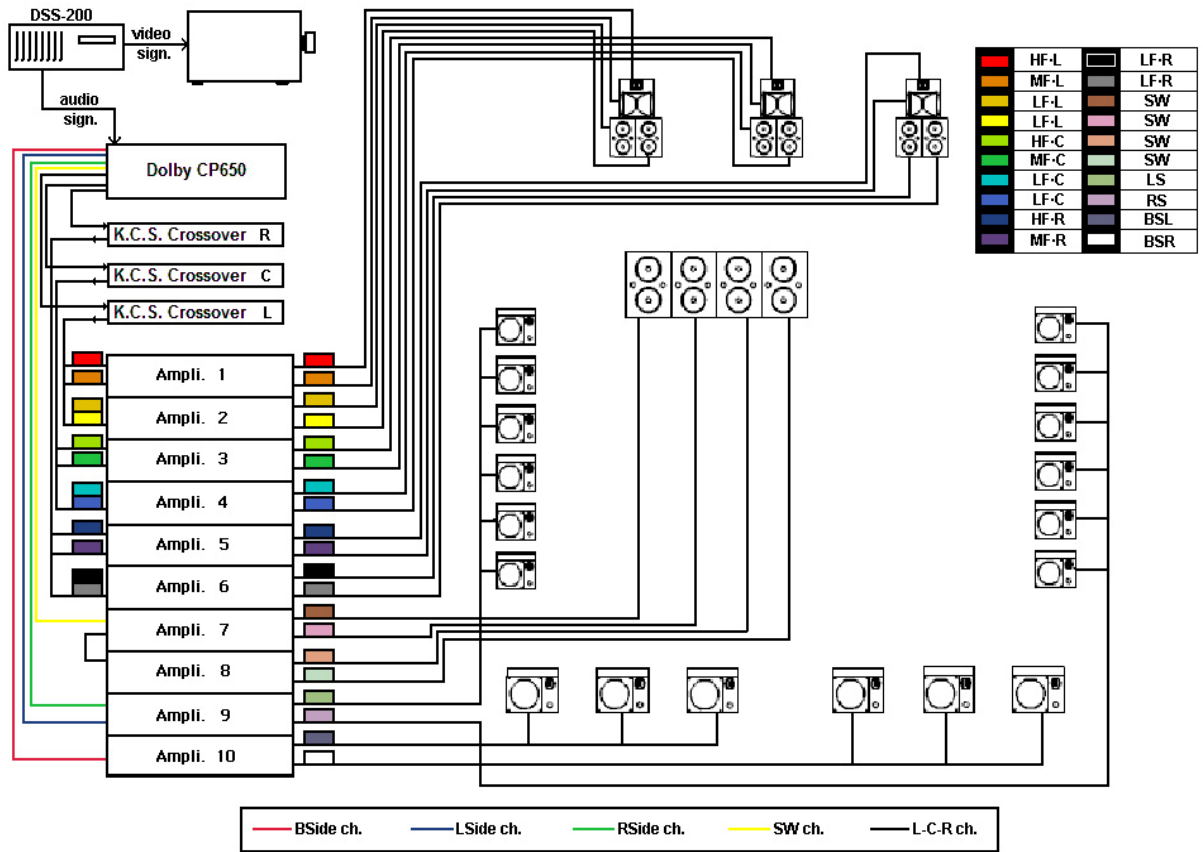 DSS-200
video
sign.
audio
sign.
Dolby CP650
K.C.S. Crossover R
K.C.S. Crossover C
K.C.S. Crossover L
Ampli. 1
Ampli. 2
Ampli. 3
Ampli. 4
Ampli. 5
Ampli. 6
Ampli. 7
Ampli. 8
Ampli. 9
Ampli. 10
HF-L LF-R
MF-L LF-R
LF-L SW
LF-L SW
HF-C SW
MF-C SW
LF-C LS
LF-C RS
HF-R BSL
MF-R BSR
BSide ch. LSide ch. RSide ch. SW ch. L-C-R ch.